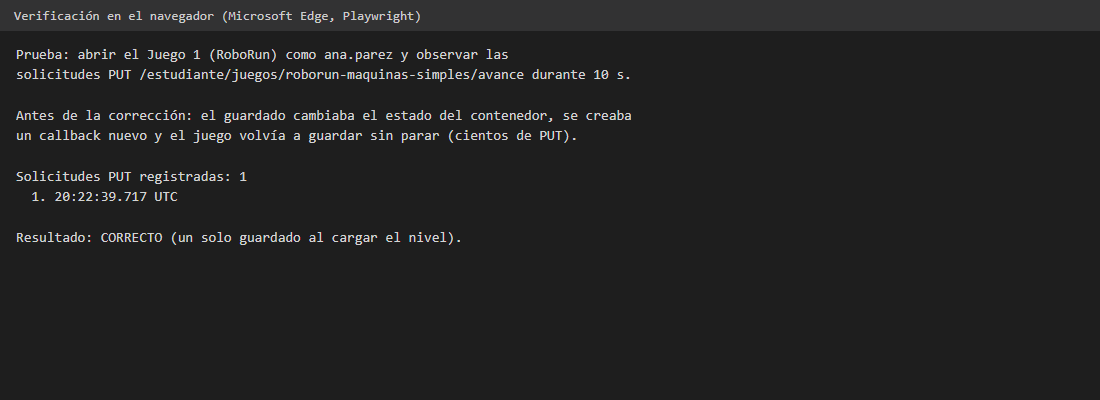 Verificación en el navegador (Microsoft Edge, Playwright)
Prueba: abrir el Juego 1 (RoboRun) como ana.parez y observar las
solicitudes PUT /estudiante/juegos/roborun-maquinas-simples/avance durante 10 s.
Antes de la corrección: el guardado cambiaba el estado del contenedor, se creaba
un callback nuevo y el juego volvía a guardar sin parar (cientos de PUT).
Solicitudes PUT registradas: 1
1. 20:22:39.717 UTC
Resultado: CORRECTO (un solo guardado al cargar el nivel).